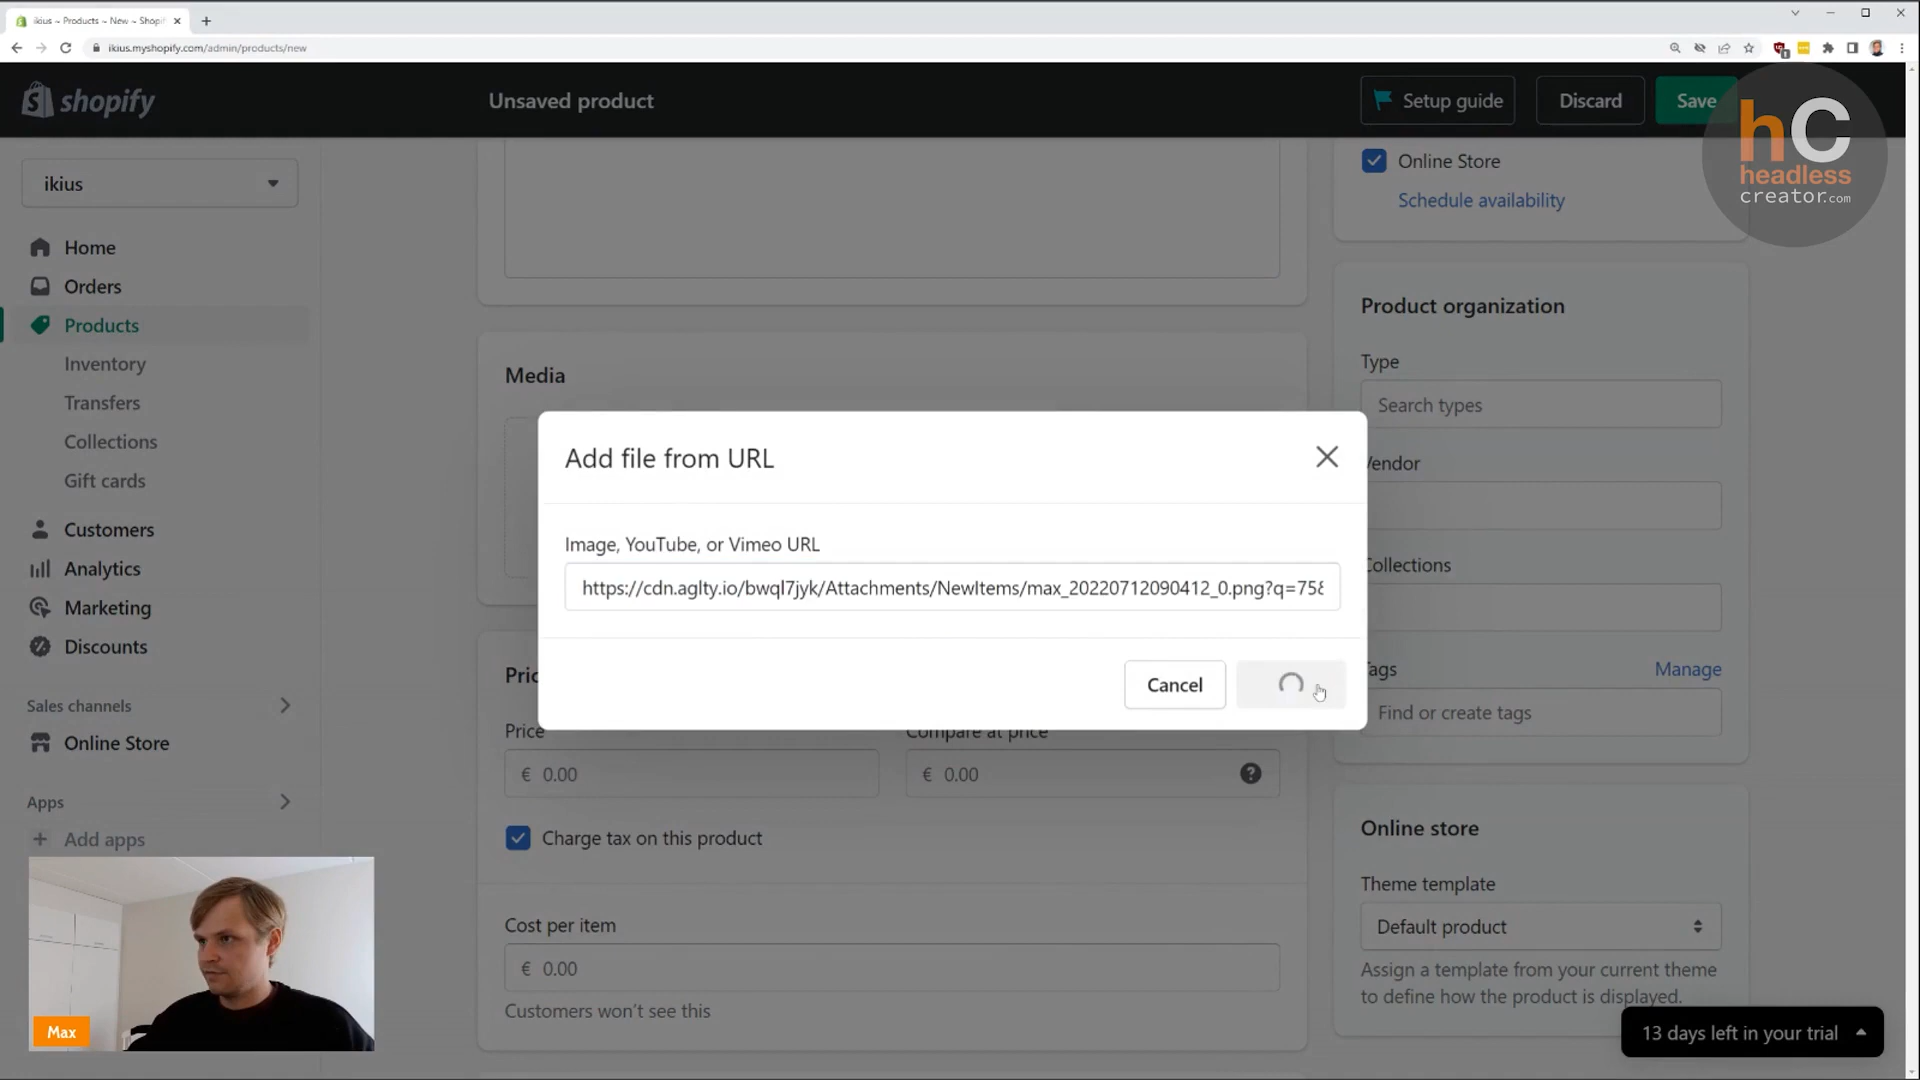 ikius ~ Products ~ New ~ Shopif
ikius.myshopify.com/admin/products/new
shopify
Unsaved product
Setup guide
Discard
Save
hC
headless
creator.com
ikius
Home
Orders
Products
Inventory
Transfers
Collections
Gift cards
Customers
Analytics
Marketing
Discounts
Sales channels
Online Store
Apps
Add apps
Max
Media
Add file from URL
Image, YouTube, or Vimeo URL
https://cdn.aglty.io/bwql7jyk/Attachments/NewItems/max_20220712090412_0.png?q=75&
Cancel
Pric
Price
Compare at price
€ 0.00
€ 0.00
?
Charge tax on this product
Cost per item
€ 0.00
Customers won't see this
Online Store
Schedule availability
Product organization
Type
Search types
Vendor
Collections
Tags
Manage
Find or create tags
Online store
Theme template
Default product
Assign a template from your current theme
to define how the product is displayed.
13 days left in your trial